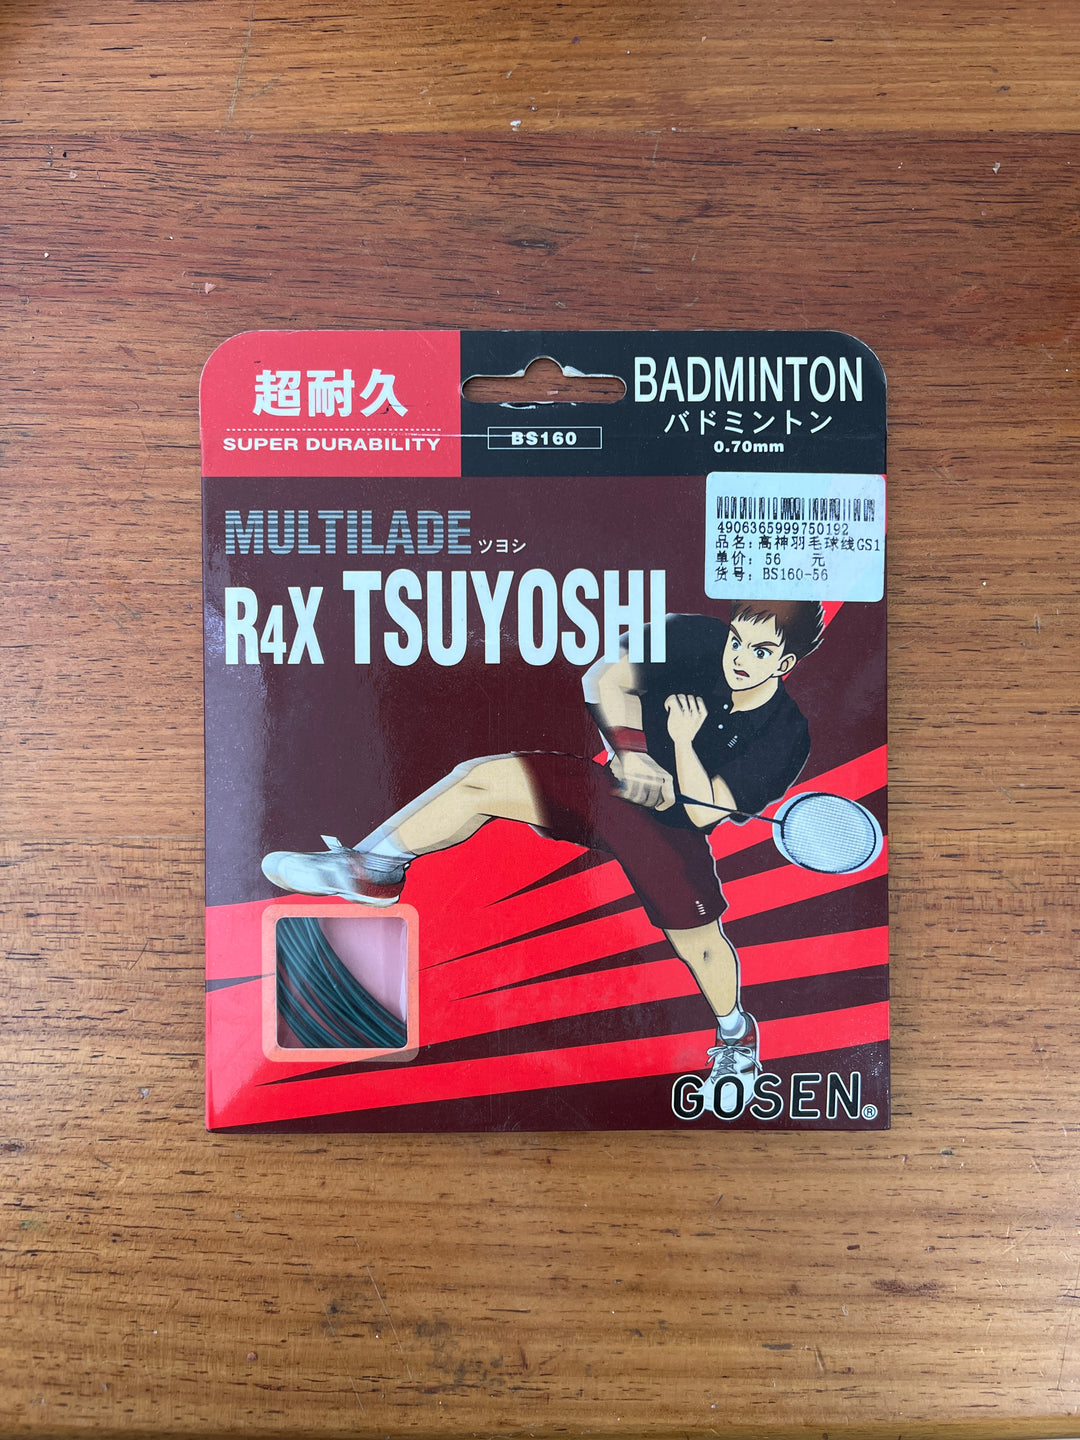 超耐久
SUPER DURABILITY
BS160
BADMINTON
バドミントン
0.70mm
4906365999750192
品名: 高神羽毛球线GS1
单价: 56 元
货号: BS160-56
MULTILADE ツヨシ
R4X TSUYOSHI
GOSEN®